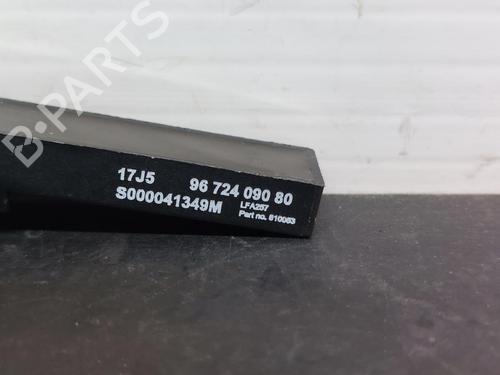 B-PARTS
17J5 96 724 090 80
S000041349M LFA257
Part no. 610063